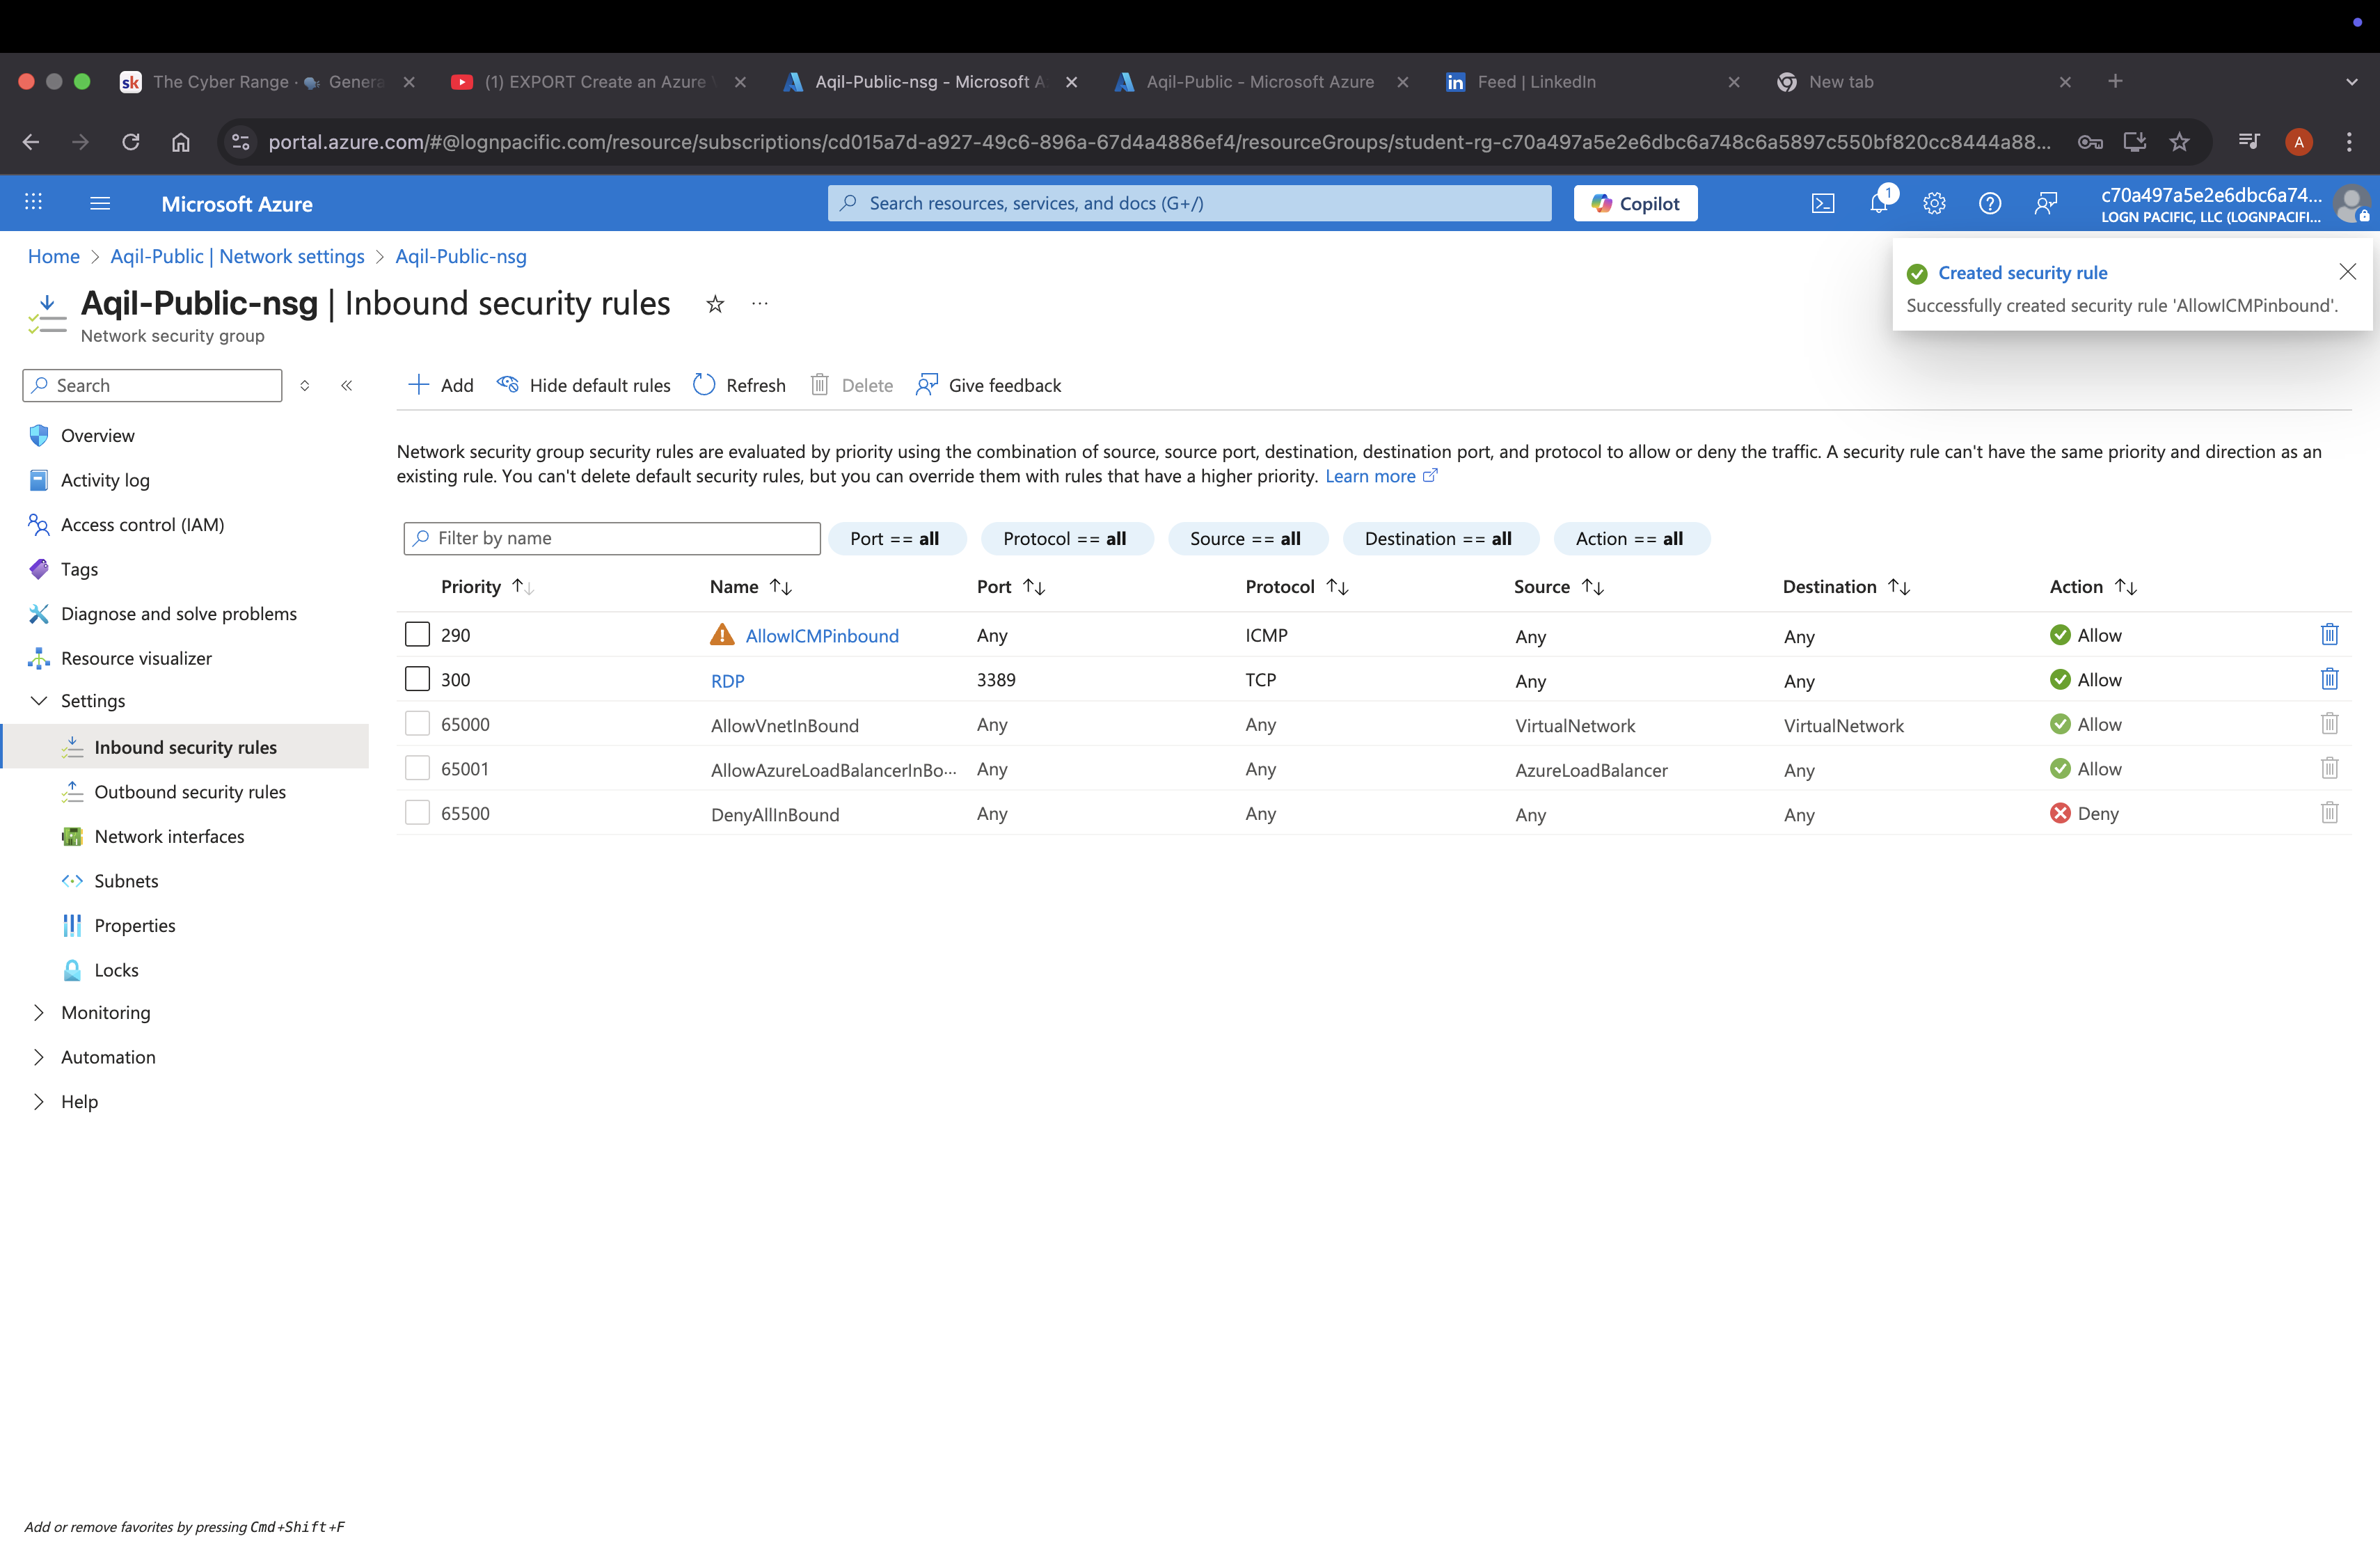 The Cyber Range · Genera
(1) EXPORT Create an Azure
Aqil-Public-nsg - Microsoft A
Aqil-Public - Microsoft Azure
Feed | LinkedIn
New tab
portal.azure.com/#@lognpacific.com/resource/subscriptions/cd015a7d-a927-49c6-896a-67d4a4886ef4/resourceGroups/student-rg-c70a497a5e2e6dbc6a748c6a5897c550bf820cc8444a88...
A
Microsoft Azure
Search resources, services, and docs (G+/)
Copilot
1
c70a497a5e2e6dbc6a74...
LOGN PACIFIC, LLC (LOGNPACIFI...
Home > Aqil-Public | Network settings > Aqil-Public-nsg
Created security rule
Successfully created security rule 'AllowICMPinbound'.
Aqil-Public-nsg | Inbound security rules
Network security group
Search
Add Hide default rules Refresh Delete Give feedback
Overview
Activity log
Access control (IAM)
Tags
Diagnose and solve problems
Resource visualizer
Settings
Inbound security rules
Outbound security rules
Network interfaces
Subnets
Properties
Locks
Monitoring
Automation
Help
Network security group security rules are evaluated by priority using the combination of source, source port, destination, destination port, and protocol to allow or deny the traffic. A security rule can't have the same priority and direction as an
existing rule. You can't delete default security rules, but you can override them with rules that have a higher priority. Learn more
Filter by name
Port == all Protocol == all Source == all Destination == all Action == all
Priority Name Port Protocol Source Destination Action
290 AllowICMPinbound Any ICMP Any Any Allow
300 RDP 3389 TCP Any Any Allow
65000 AllowVnetInBound Any Any VirtualNetwork VirtualNetwork Allow
65001 AllowAzureLoadBalancerInBo... Any Any AzureLoadBalancer Any Allow
65500 DenyAllInBound Any Any Any Any Deny
Add or remove favorites by pressing Cmd+Shift+F